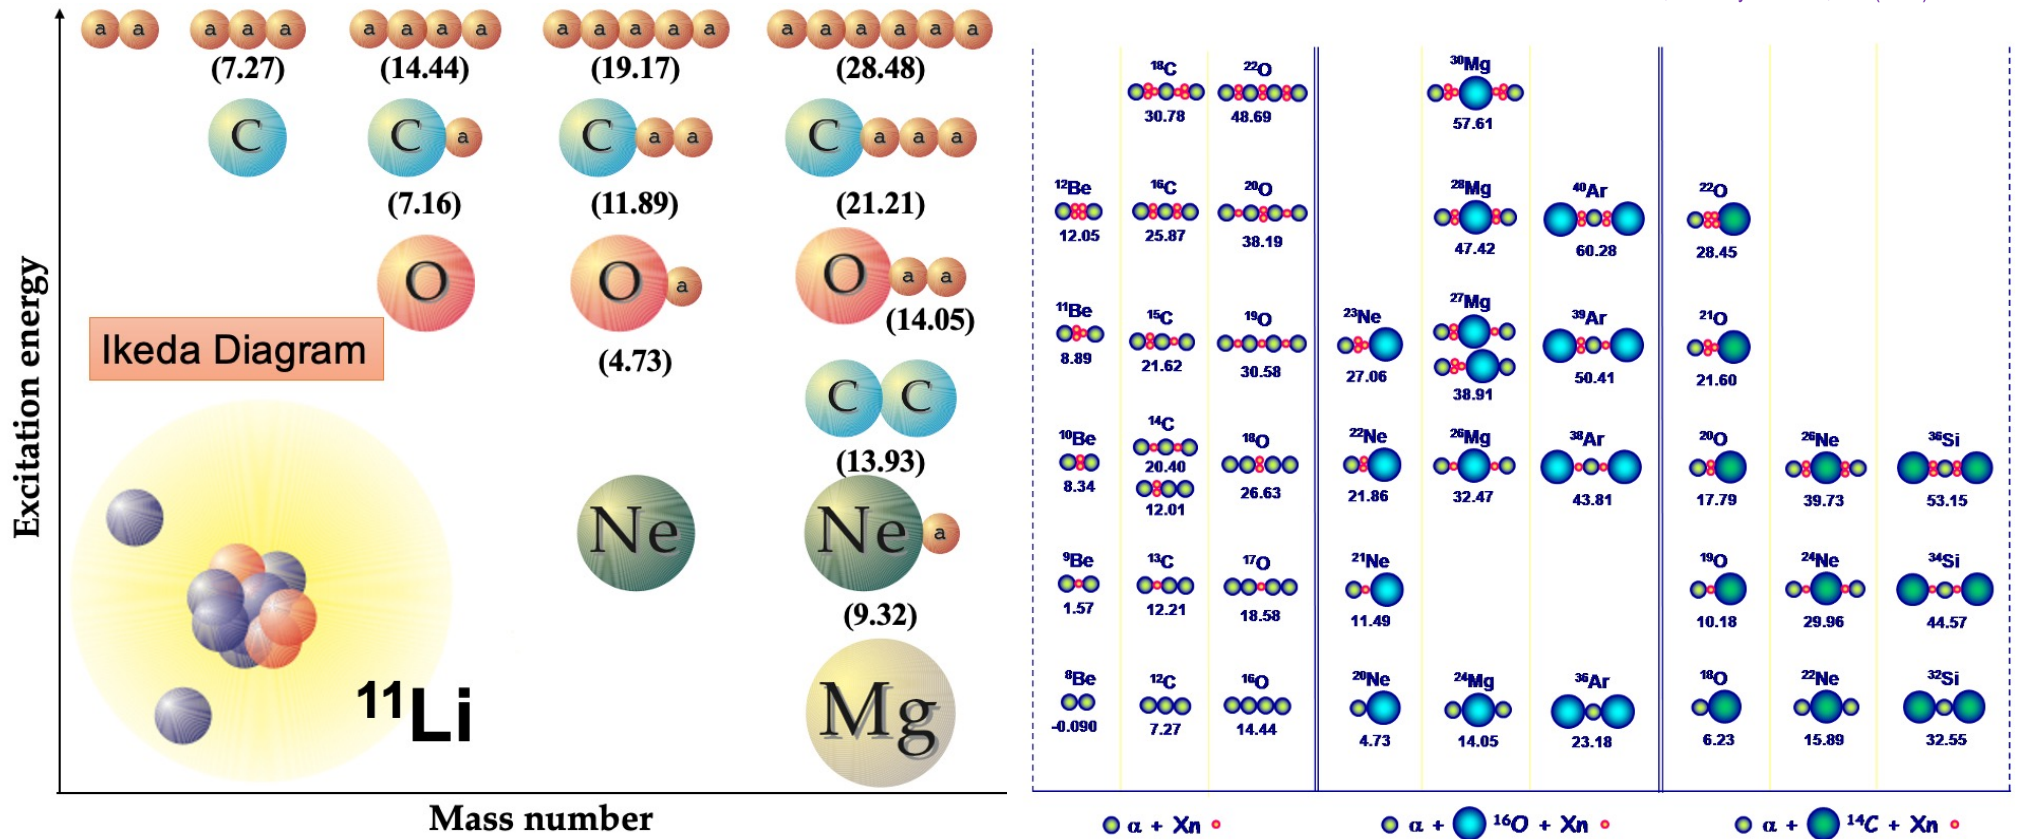 a a a a a a a a a a a a a a a a a a a a
(7.27) (14.44) (19.17) (28.48)
C C a C a a C a a a
(7.16) (11.89) (21.21)
O O a O a a
(14.05)
(4.73)
Ikeda Diagram
C C
(13.93)
Ne Ne a
(9.32)
Mg
¹¹Li
Excitation energy
Mass number
¹⁸C ²²O ³⁰Mg
30.78 48.69 57.61
¹²Be ¹⁶C ²⁰O ²⁸Mg ⁴⁰Ar ²²O
12.05 25.87 38.19 47.42 60.28 28.45
¹¹Be ¹⁵C ¹⁹O ²³Ne ²⁷Mg ³⁹Ar ²¹O
8.89 21.62 30.58 27.06 38.91 50.41 21.60
¹⁰Be ¹⁴C ¹⁸O ²²Ne ²⁶Mg ³⁸Ar ²⁰O ²⁶Ne ³⁶Si
20.40
8.34 12.01 26.63 21.86 32.47 43.81 17.79 39.73 53.15
⁹Be ¹³C ¹⁷O ²¹Ne ¹⁹O ²⁴Ne ³⁴Si
1.57 12.21 18.58 11.49 10.18 29.96 44.57
⁸Be ¹²C ¹⁶O ²⁰Ne ²⁴Mg ³⁶Ar ¹⁸O ²²Ne ³²Si
-0.090 7.27 14.44 4.73 14.05 23.18 6.23 15.89 32.55
α + Xn α + ¹⁶O + Xn α + ¹⁴C + Xn